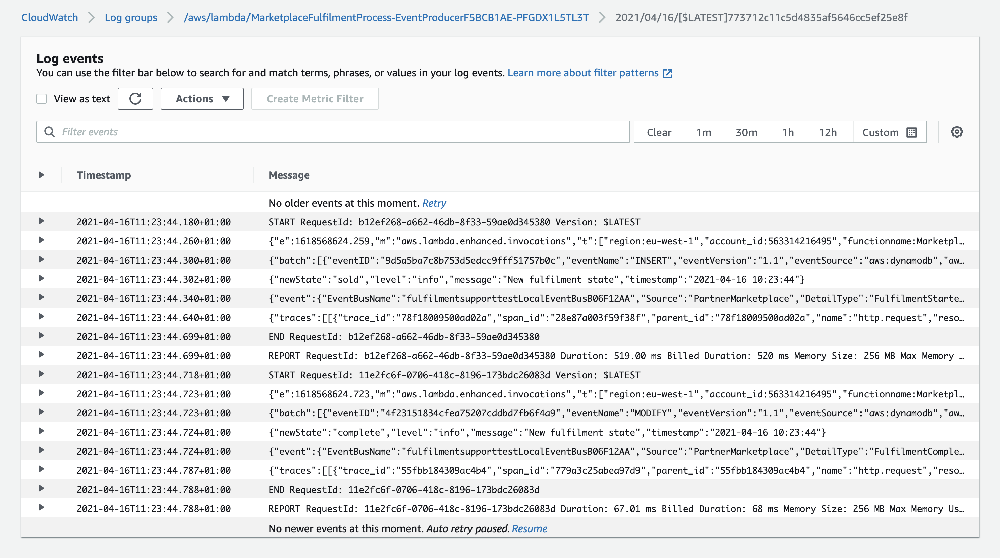 CloudWatch > Log groups > /aws/lambda/MarketplaceFulfilmentProcess-EventProducerF5BCB1AE-PFGDX1L5TL3T > 2021/04/16/[$LATEST]773712c11c5d4835af5646cc5ef25e8f
Log events
You can use the filter bar below to search for and match terms, phrases, or values in your log events. Learn more about filter patterns
View as text Actions Create Metric Filter
Filter events Clear 1m 30m 1h 12h Custom
Timestamp Message
No older events at this moment. Retry
2021-04-16T11:23:44.180+01:00 START RequestId: b12ef268-a662-46db-8f33-59ae0d345380 Version: $LATEST
2021-04-16T11:23:44.260+01:00 {"e":1618568624.259,"m":"aws.lambda.enhanced.invocations","t":["region:eu-west-1","account_id:563314216495","functionname:Marketpl…
2021-04-16T11:23:44.300+01:00 {"batch":[{"eventID":"9d5a5ba7c8b753d5edcc9fff51757b0c","eventName":"INSERT","eventVersion":"1.1","eventSource":"aws:dynamodb","aw…
2021-04-16T11:23:44.302+01:00 {"newState":"sold","level":"info","message":"New fulfilment state","timestamp":"2021-04-16 10:23:44"}
2021-04-16T11:23:44.340+01:00 {"event":{"EventBusName":"fulfilmentsupporttestLocalEventBusB06F12AA","Source":"PartnerMarketplace","DetailType":"FulfilmentStarte…
2021-04-16T11:23:44.640+01:00 {"traces":[[{"trace_id":"78f18009500ad02a","span_id":"28e87a003f59f38f","parent_id":"78f18009500ad02a","name":"http.request","reso…
2021-04-16T11:23:44.699+01:00 END RequestId: b12ef268-a662-46db-8f33-59ae0d345380
2021-04-16T11:23:44.699+01:00 REPORT RequestId: b12ef268-a662-46db-8f33-59ae0d345380 Duration: 519.00 ms Billed Duration: 520 ms Memory Size: 256 MB Max Memory …
2021-04-16T11:23:44.718+01:00 START RequestId: 11e2fc6f-0706-418c-8196-173bdc26083d Version: $LATEST
2021-04-16T11:23:44.723+01:00 {"e":1618568624.723,"m":"aws.lambda.enhanced.invocations","t":["region:eu-west-1","account_id:563314216495","functionname:Marketpl…
2021-04-16T11:23:44.723+01:00 {"batch":[{"eventID":"4f23151834cfea75207cddbd7fb6f4a9","eventName":"MODIFY","eventVersion":"1.1","eventSource":"aws:dynamodb","aw…
2021-04-16T11:23:44.724+01:00 {"newState":"complete","level":"info","message":"New fulfilment state","timestamp":"2021-04-16 10:23:44"}
2021-04-16T11:23:44.724+01:00 {"event":{"EventBusName":"fulfilmentsupporttestLocalEventBusB06F12AA","Source":"PartnerMarketplace","DetailType":"FulfilmentComple…
2021-04-16T11:23:44.787+01:00 {"traces":[[{"trace_id":"55fbb184309ac4b4","span_id":"779a3c25abea97d9","parent_id":"55fbb184309ac4b4","name":"http.request","reso…
2021-04-16T11:23:44.788+01:00 END RequestId: 11e2fc6f-0706-418c-8196-173bdc26083d
2021-04-16T11:23:44.788+01:00 REPORT RequestId: 11e2fc6f-0706-418c-8196-173bdc26083d Duration: 67.01 ms Billed Duration: 68 ms Memory Size: 256 MB Max Memory Us…
No newer events at this moment. Auto retry paused. Resume